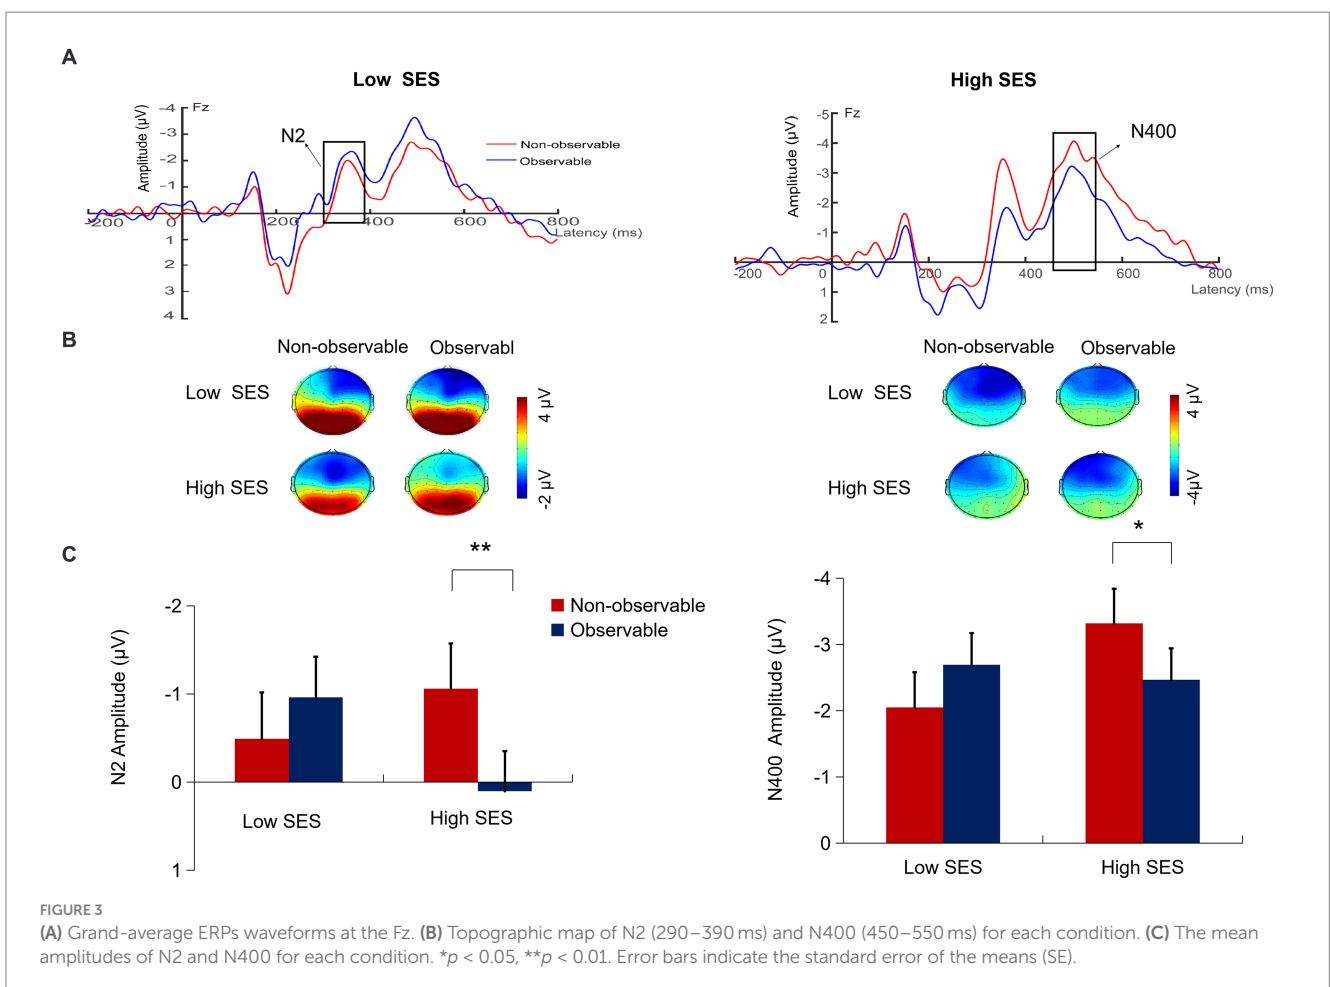 A
Low SES
High SES
Amplitude (μV)
-4
-3
-2
-1
0
1
2
3
4
Fz
N2
Non-observable
Observable
-200
200
400
600
800
Latency (ms)
Amplitude (μV)
-5
-4
-3
-2
-1
0
1
2
Fz
N400
-200
200
400
600
800
Latency (ms)
B
Non-observable
Observabl
Low SES
High SES
4 μV
-2 μV
Non-observable
Observable
Low SES
High SES
4 μV
-4μV
C
N2 Amplitude (μV)
-2
-1
0
1
**
Non-observable
Observable
Low SES
High SES
N400 Amplitude (μV)
-4
-3
-2
-1
0
*
Low SES
High SES
FIGURE 3
(A) Grand-average ERPs waveforms at the Fz. (B) Topographic map of N2 (290–390 ms) and N400 (450–550 ms) for each condition. (C) The mean
amplitudes of N2 and N400 for each condition. *p < 0.05, **p < 0.01. Error bars indicate the standard error of the means (SE).